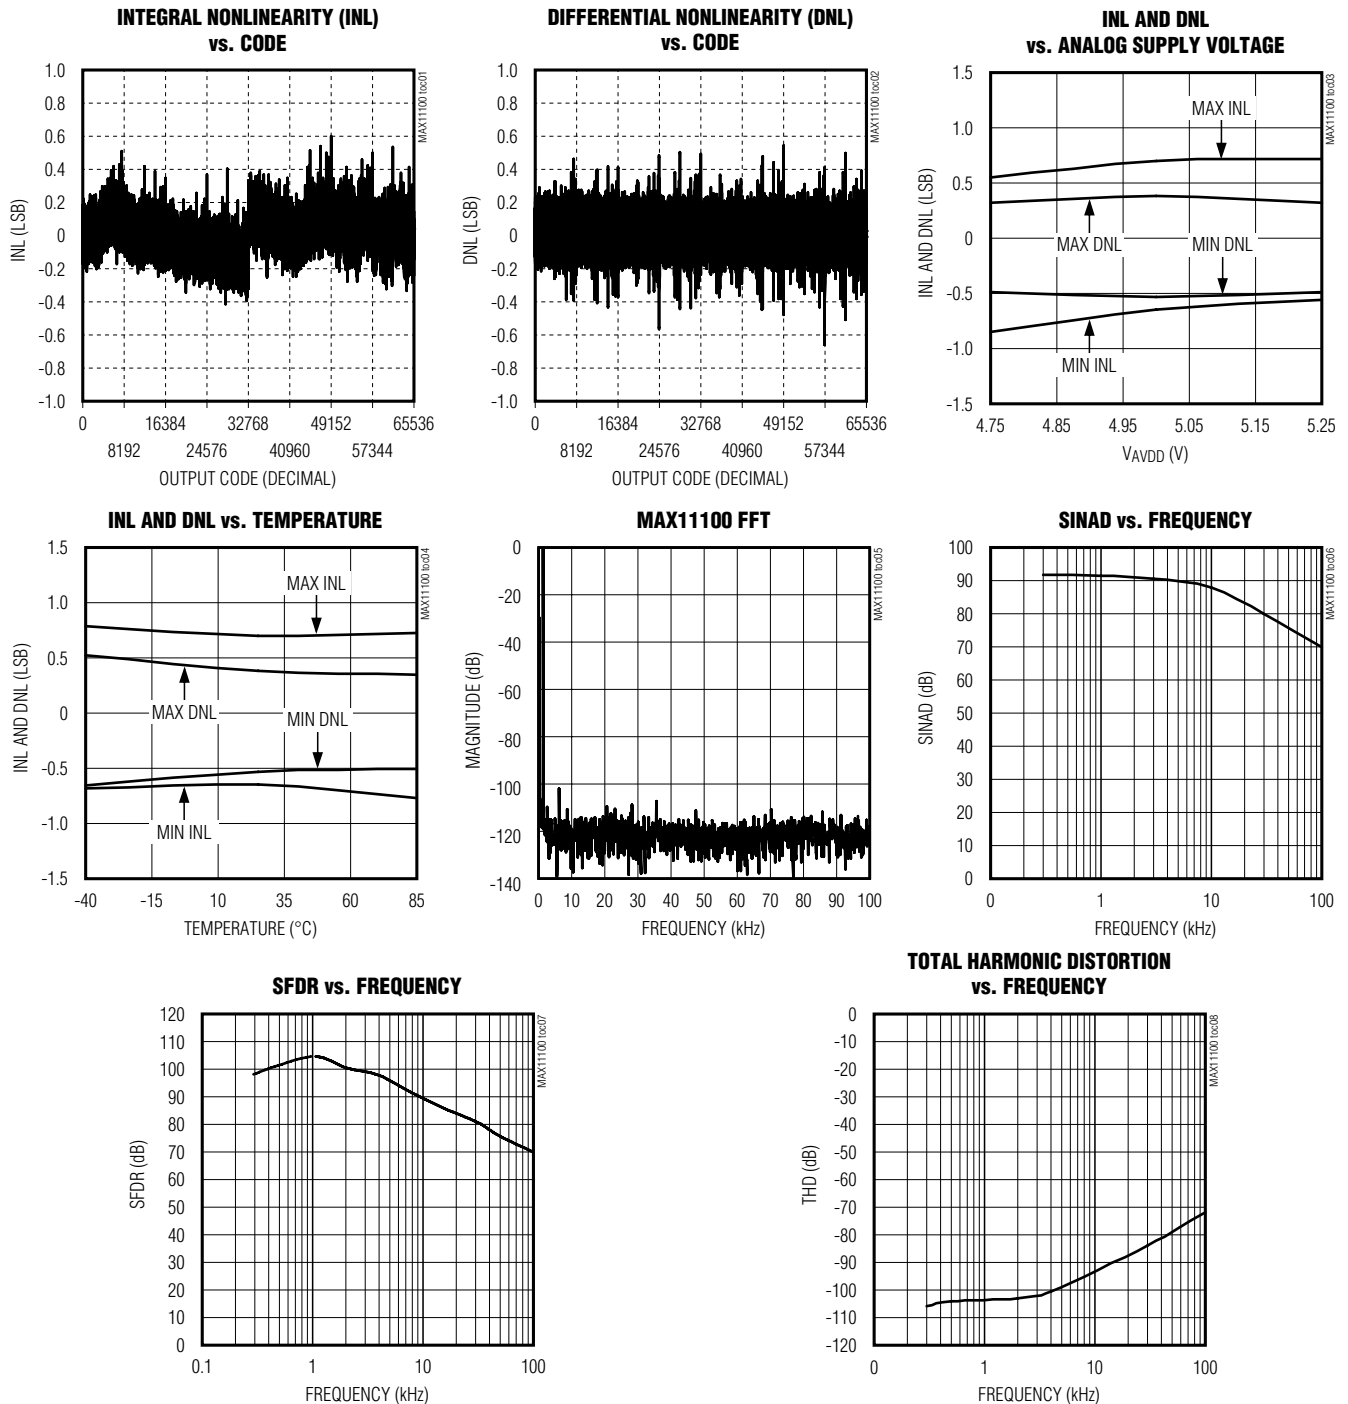 INTEGRAL NONLINEARITY (INL)
vs. CODE
MAX11100 toc01
INL (LSB)
1.0
0.8
0.6
0.4
0.2
0
-0.2
-0.4
-0.6
-0.8
-1.0
0 16384 32768 49152 65536
8192 24576 40960 57344
OUTPUT CODE (DECIMAL)
DIFFERENTIAL NONLINEARITY (DNL)
vs. CODE
MAX11100 toc02
DNL (LSB)
1.0
0.8
0.6
0.4
0.2
0
-0.2
-0.4
-0.6
-0.8
-1.0
0 16384 32768 49152 65536
8192 24576 40960 57344
OUTPUT CODE (DECIMAL)
INL AND DNL
vs. ANALOG SUPPLY VOLTAGE
MAX11100 toc03
INL AND DNL (LSB)
1.5
1.0
0.5
0
-0.5
-1.0
-1.5
MAX INL
MAX DNL
MIN DNL
MIN INL
4.75 4.85 4.95 5.05 5.15 5.25
VAVDD (V)
INL AND DNL vs. TEMPERATURE
MAX11100 toc04
INL AND DNL (LSB)
1.5
1.0
0.5
0
-0.5
-1.0
-1.5
MAX INL
MAX DNL
MIN DNL
MIN INL
-40 -15 10 35 60 85
TEMPERATURE (°C)
MAX11100 FFT
MAX11100 toc05
MAGNITUDE (dB)
0
-20
-40
-60
-80
-100
-120
-140
0 10 20 30 40 50 60 70 80 90 100
FREQUENCY (kHz)
SINAD vs. FREQUENCY
MAX11100 toc06
SINAD (dB)
100
90
80
70
60
50
40
30
20
10
0
0 1 10 100
FREQUENCY (kHz)
SFDR vs. FREQUENCY
MAX11100 toc07
SFDR (dB)
120
110
100
90
80
70
60
50
40
30
20
10
0
0.1 1 10 100
FREQUENCY (kHz)
TOTAL HARMONIC DISTORTION
vs. FREQUENCY
MAX11100 toc08
THD (dB)
0
-10
-20
-30
-40
-50
-60
-70
-80
-90
-100
-110
-120
0 1 10 100
FREQUENCY (kHz)